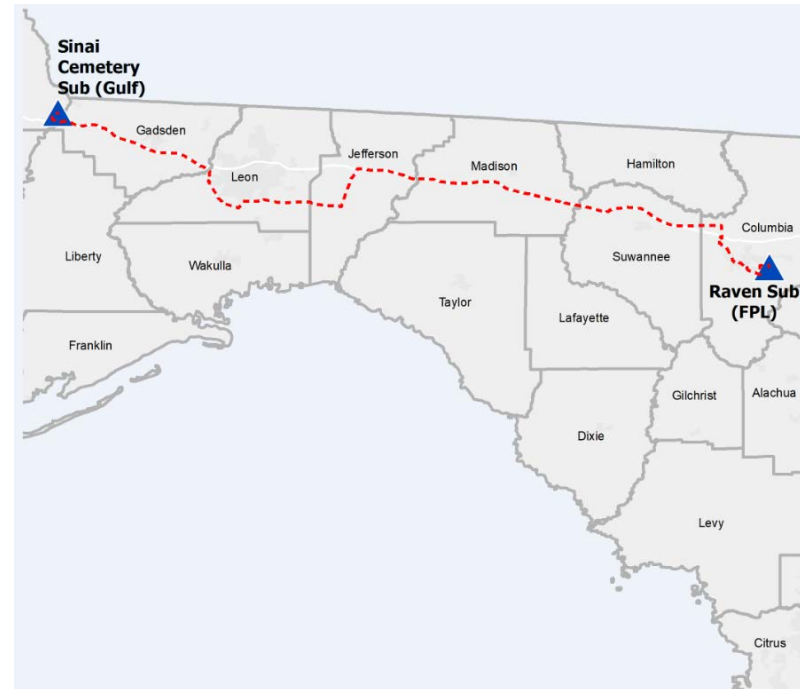 Sinai
Cemetery
Sub (Gulf)
Gadsden
Leon
Jefferson
Madison
Hamilton
Columbia
Liberty
Wakulla
Suwannee
Raven Sub
(FPL)
Taylor
Lafayette
Franklin
Gilchrist
Alachua
Dixie
Levy
Citrus